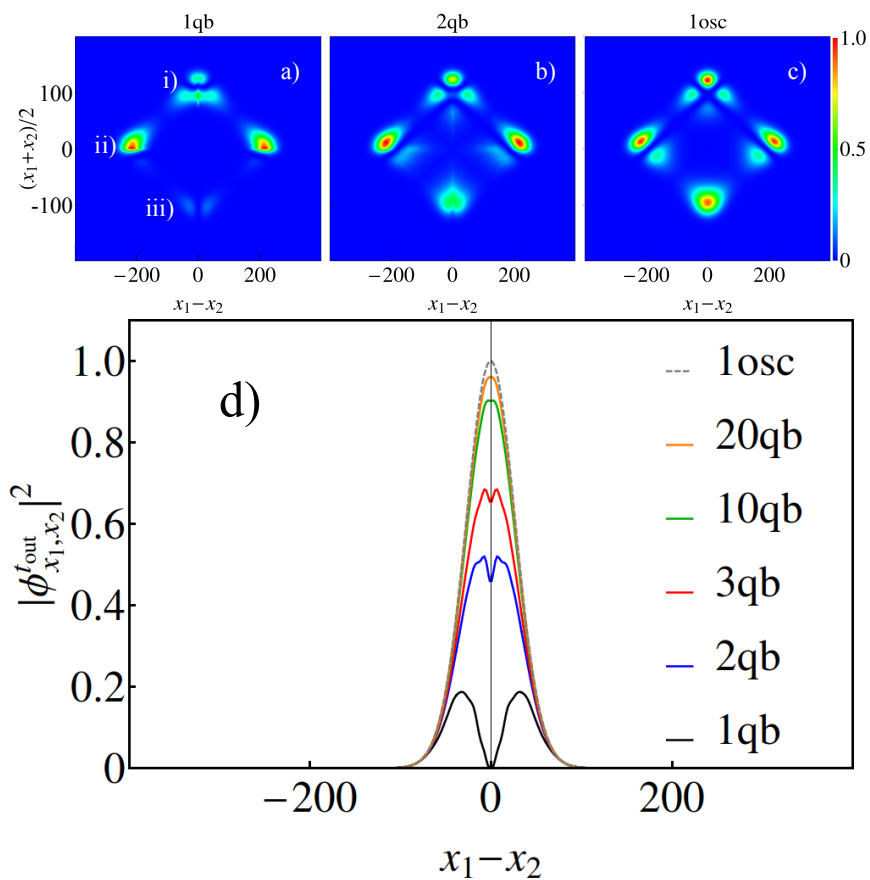 1qb 2qb 1osc
i) a) b) c) 1.0
100
(x₁+x₂)/2 ii) 0 0.5
-100 iii)
0
−200 0 200 −200 0 200 −200 0 200
x₁−x₂ x₁−x₂ x₁−x₂
d)
|ϕ^{t_out}_{x₁,x₂}|²
1.0
0.8
0.6
0.4
0.2
0
1osc
20qb
10qb
3qb
2qb
1qb
−200 0 200
x₁−x₂